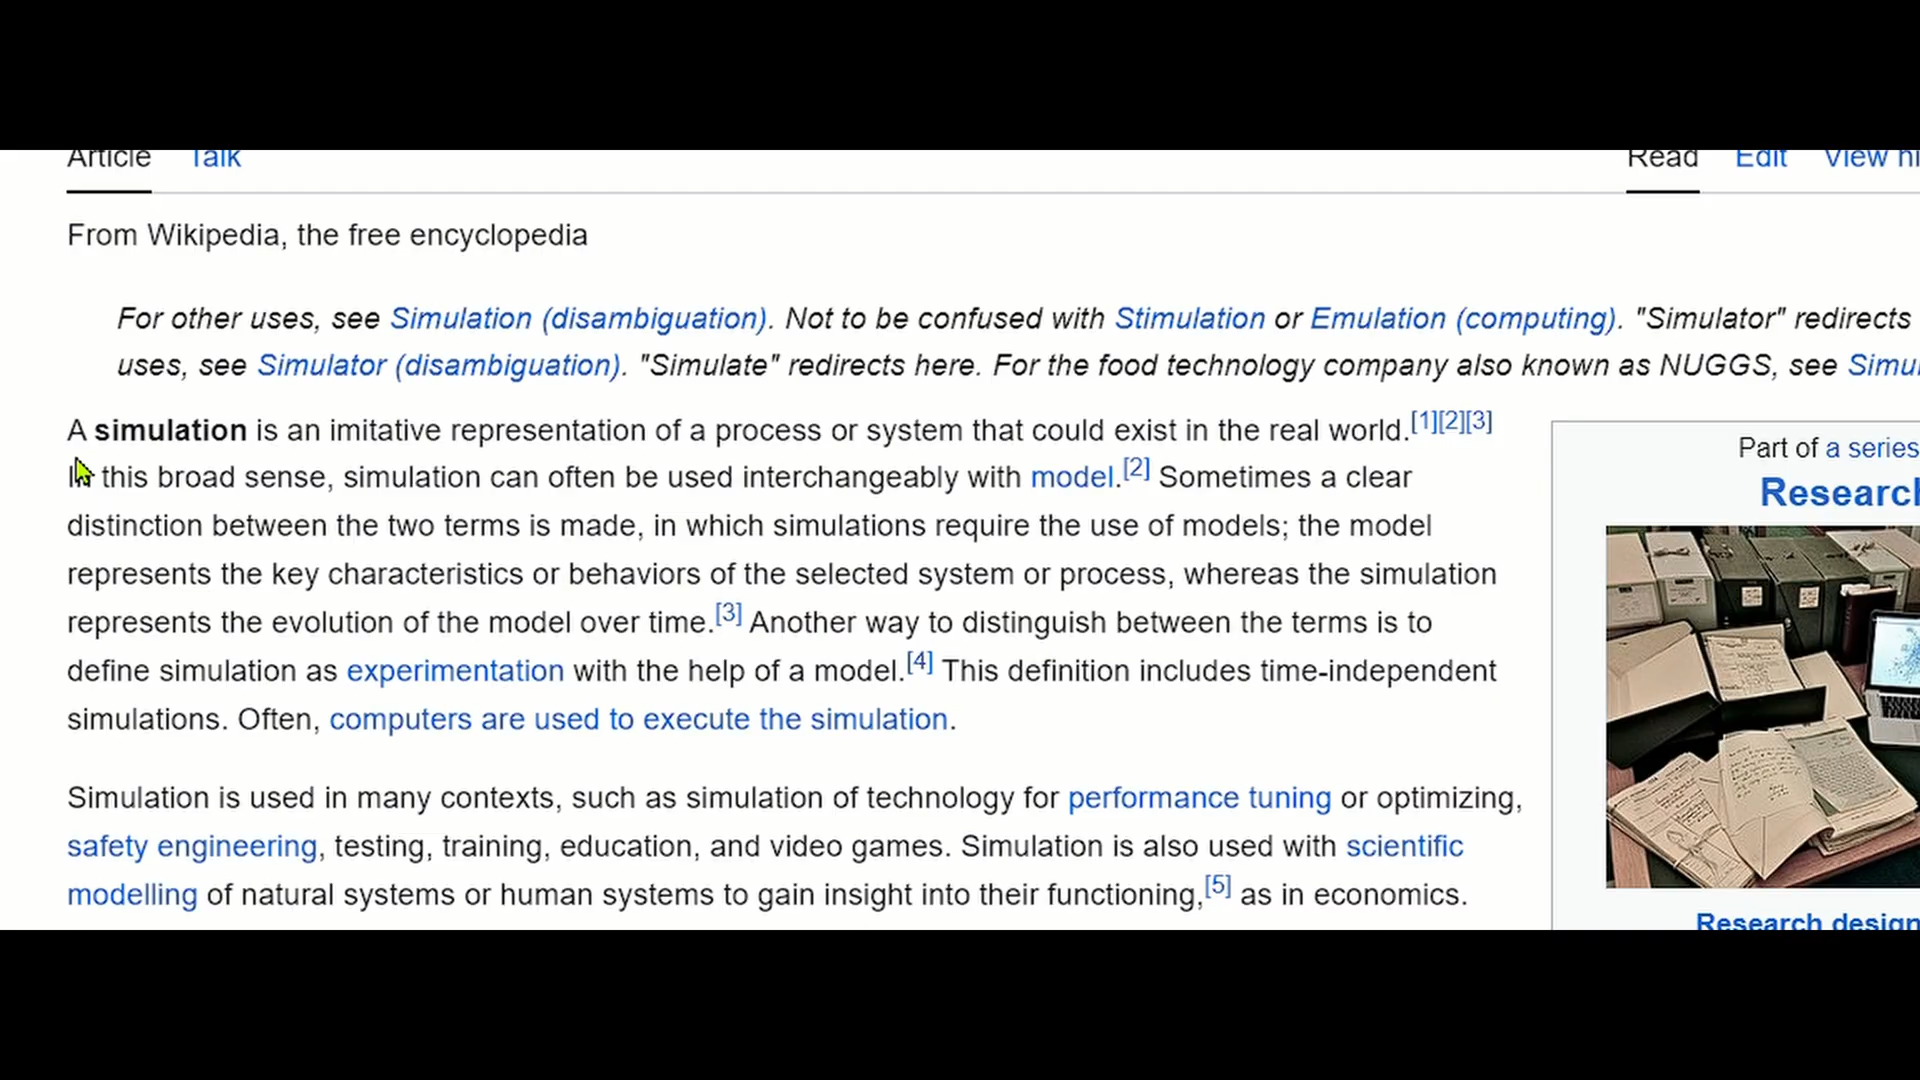 Article Talk Read Edit View hi
From Wikipedia, the free encyclopedia
For other uses, see Simulation (disambiguation). Not to be confused with Stimulation or Emulation (computing). "Simulator" redirects
uses, see Simulator (disambiguation). "Simulate" redirects here. For the food technology company also known as NUGGS, see Simu
A simulation is an imitative representation of a process or system that could exist in the real world.[1][2][3]
this broad sense, simulation can often be used interchangeably with model.[2] Sometimes a clear
distinction between the two terms is made, in which simulations require the use of models; the model
represents the key characteristics or behaviors of the selected system or process, whereas the simulation
represents the evolution of the model over time.[3] Another way to distinguish between the terms is to
define simulation as experimentation with the help of a model.[4] This definition includes time-independent
simulations. Often, computers are used to execute the simulation.
Simulation is used in many contexts, such as simulation of technology for performance tuning or optimizing,
safety engineering, testing, training, education, and video games. Simulation is also used with scientific
modelling of natural systems or human systems to gain insight into their functioning,[5] as in economics.
Part of a series
Research
Research design